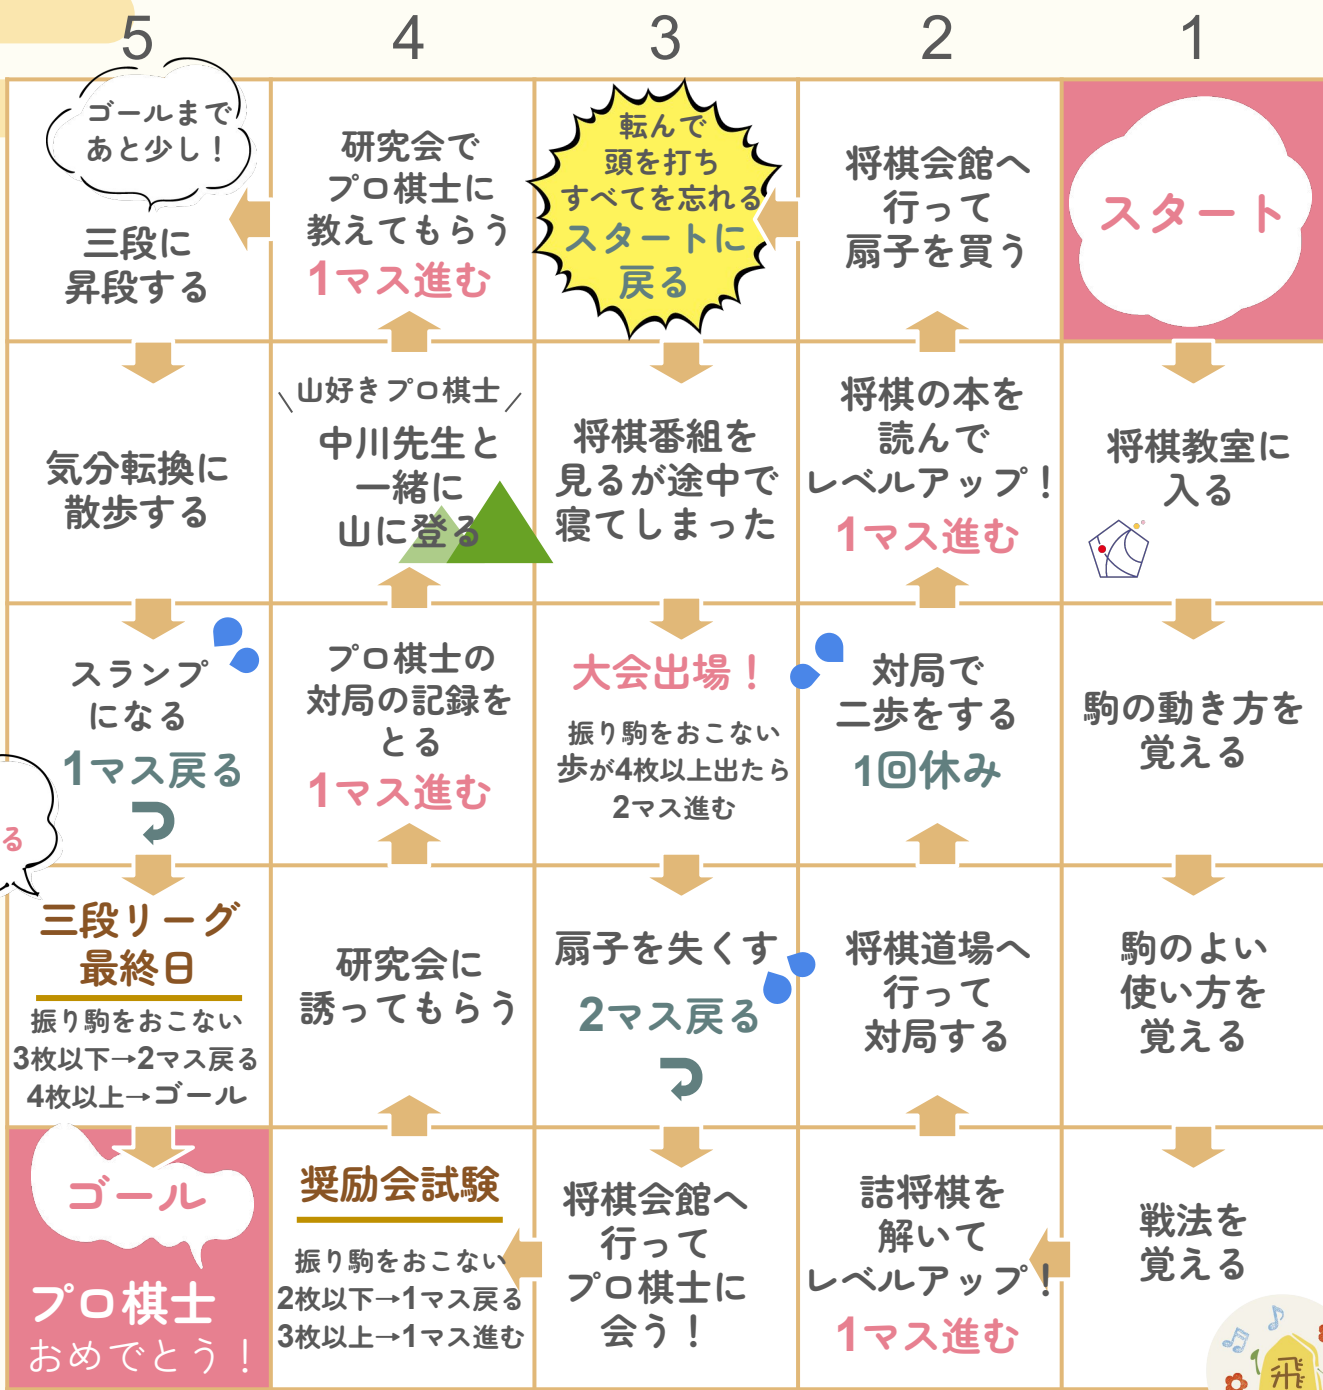 5
4
3
2
1
ゴールまで
あと少し！
三段に
昇段する
研究会で
プロ棋士に
教えてもらう
1マス進む
転んで
頭を打ち
すべてを忘れる
スタートに
戻る
将棋会館へ
行って
扇子を買う
スタート
気分転換に
散歩する
山好きプロ棋士
中川先生と
一緒に
山に登る
将棋番組を
見るが途中で
寝てしまった
将棋の本を
読んで
レベルアップ！
1マス進む
将棋教室に
入る
スランプ
になる
1マス戻る
プロ棋士の
対局の記録を
とる
1マス進む
大会出場！
振り駒をおこない
歩が4枚以上出たら
2マス進む
対局で
二歩をする
1回休み
駒の動き方を
覚える
る
三段リーグ
最終日
振り駒をおこない
3枚以下→2マス戻る
4枚以上→ゴール
研究会に
誘ってもらう
扇子を失くす
2マス戻る
将棋道場へ
行って
対局する
駒のよい
使い方を
覚える
ゴール
プロ棋士
おめでとう！
奨励会試験
振り駒をおこない
2枚以下→1マス戻る
3枚以上→1マス進む
将棋会館へ
行って
プロ棋士に
会う！
詰将棋を
解いて
レベルアップ！
1マス進む
戦法を
覚える
飛